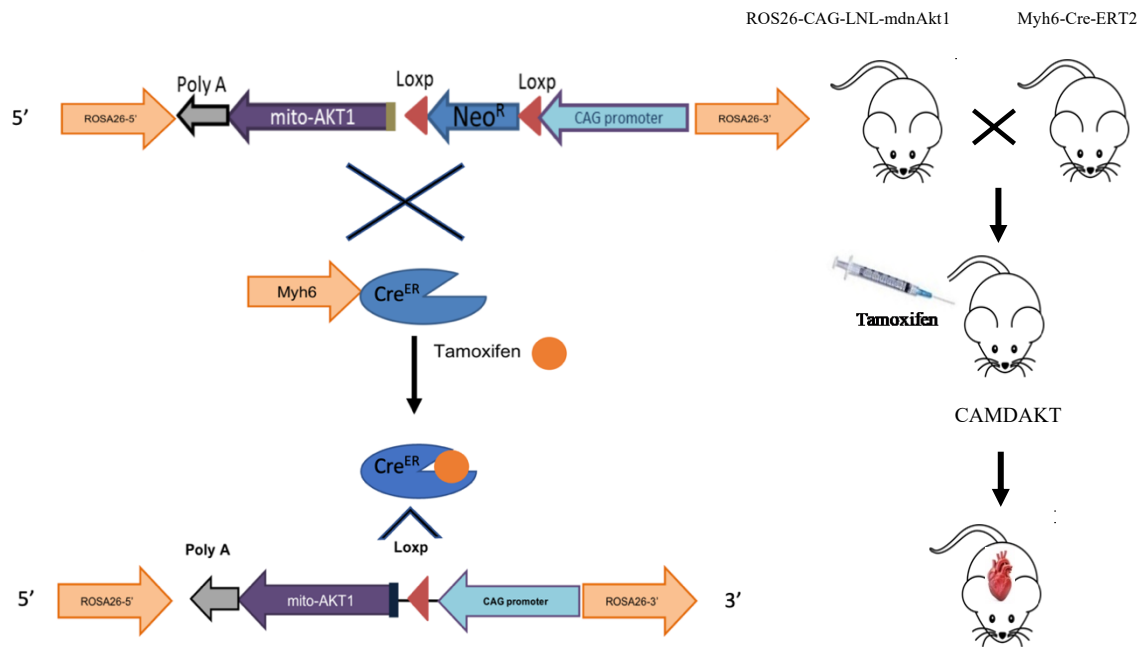 ROS26-CAG-LNL-mdnAkt1
Myh6-Cre-ERT2
Poly A
Loxp
Loxp
5’
ROSA26-5'
mito-AKT1
Neo^R
CAG promoter
ROSA26-3'
Myh6
Cre^ER
Tamoxifen
Tamoxifen
CAMDAKT
Cre^ER
Poly A
Loxp
5’
ROSA26-5’
mito-AKT1
CAG promoter
ROSA26-3’
3’